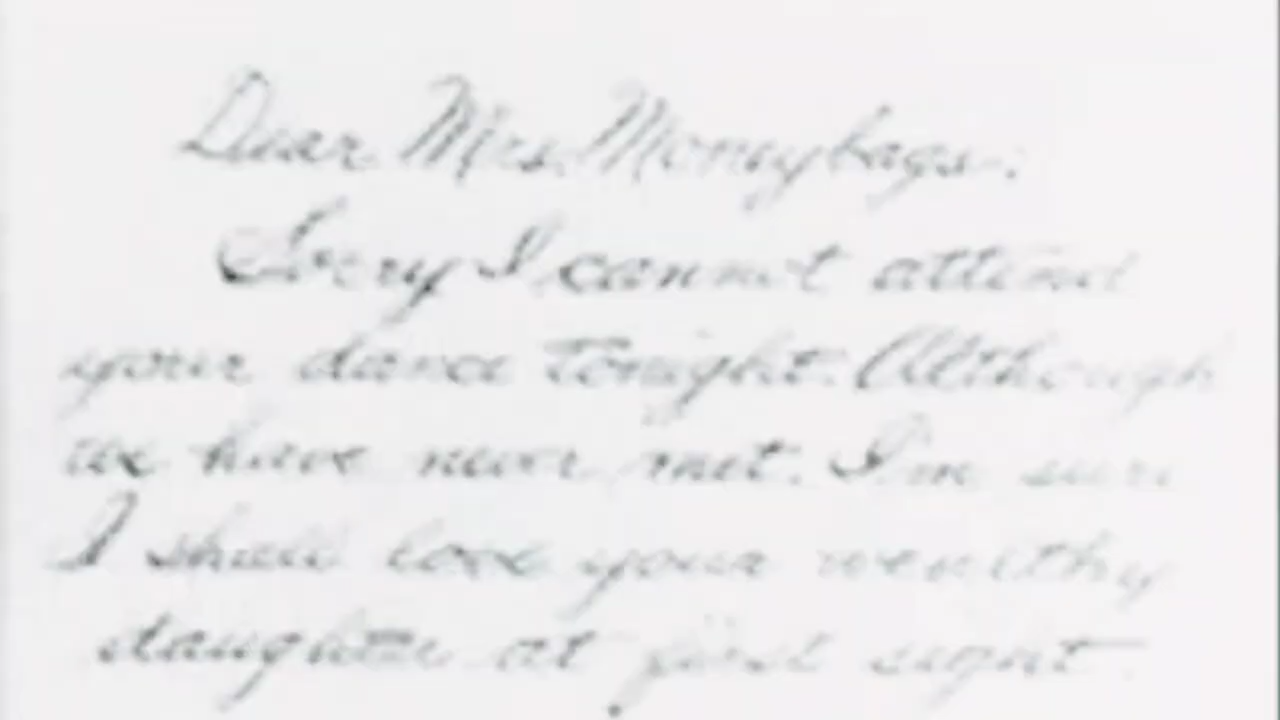 Dear Mrs. Moneybags:
Sorry I cannot attend
your dance tonight. Although
we have never met. I'm sure
I shall love your wealthy
daughter at first sight.